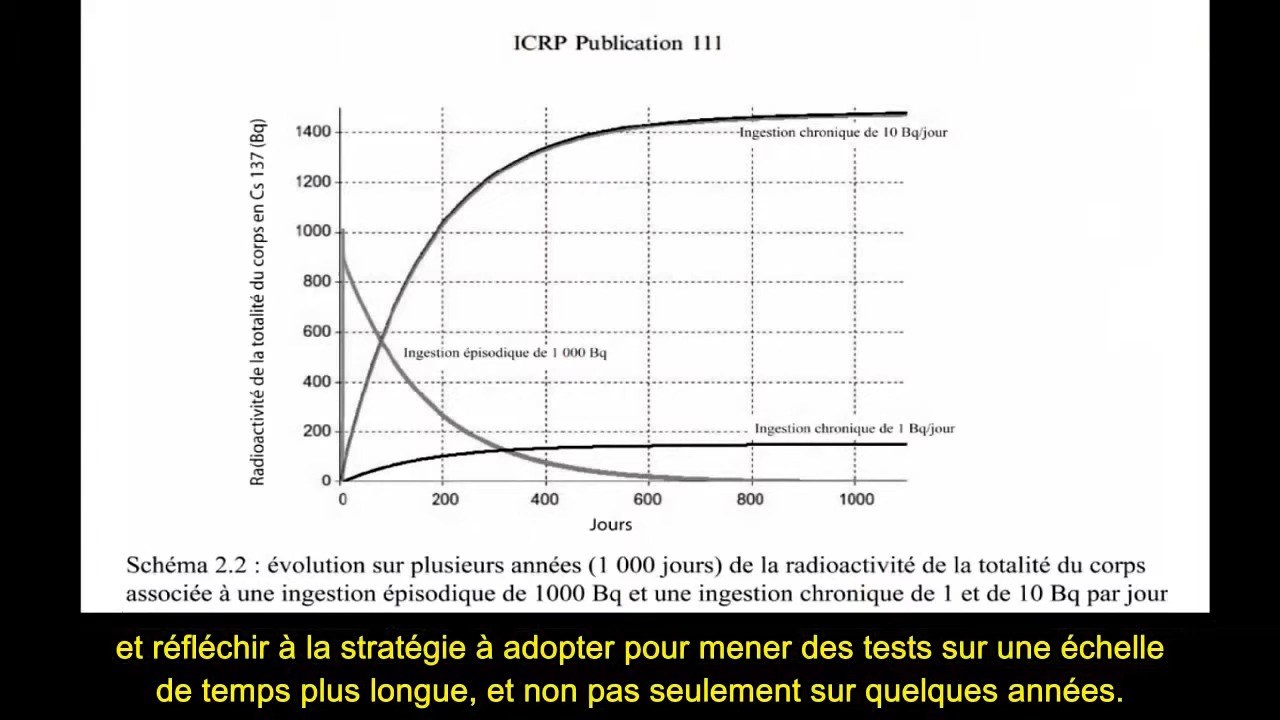 ICRP Publication 111
Radioactivité de la totalité du corps en Cs 137 (Bq)
1400
1200
1000
800
600
400
200
0
Ingestion chronique de 10 Bq/jour
Ingestion épisodique de 1 000 Bq
Ingestion chronique de 1 Bq/jour
0 200 400 600 800 1000
Jours
Schéma 2.2 : évolution sur plusieurs années (1 000 jours) de la radioactivité de la totalité du corps
associée à une ingestion épisodique de 1000 Bq et une ingestion chronique de 1 et de 10 Bq par jour
et réfléchir à la stratégie à adopter pour mener des tests sur une échelle
de temps plus longue, et non pas seulement sur quelques années.